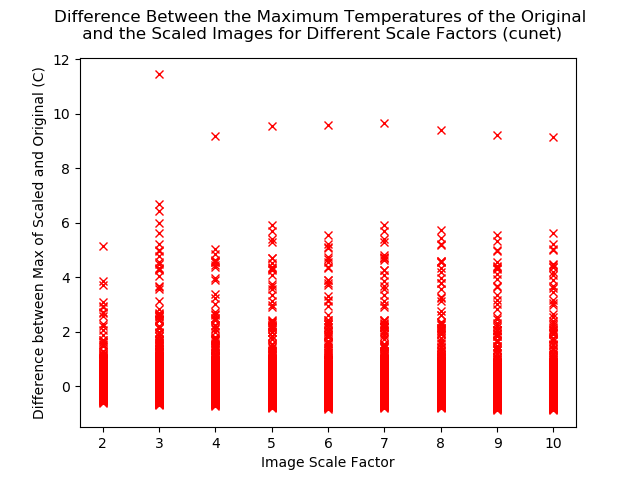 Difference Between the Maximum Temperatures of the Original
and the Scaled Images for Different Scale Factors (cunet)
Difference between Max of Scaled and Original (C)
12
10
8
6
4
2
0
2 3 4 5 6 7 8 9 10
Image Scale Factor